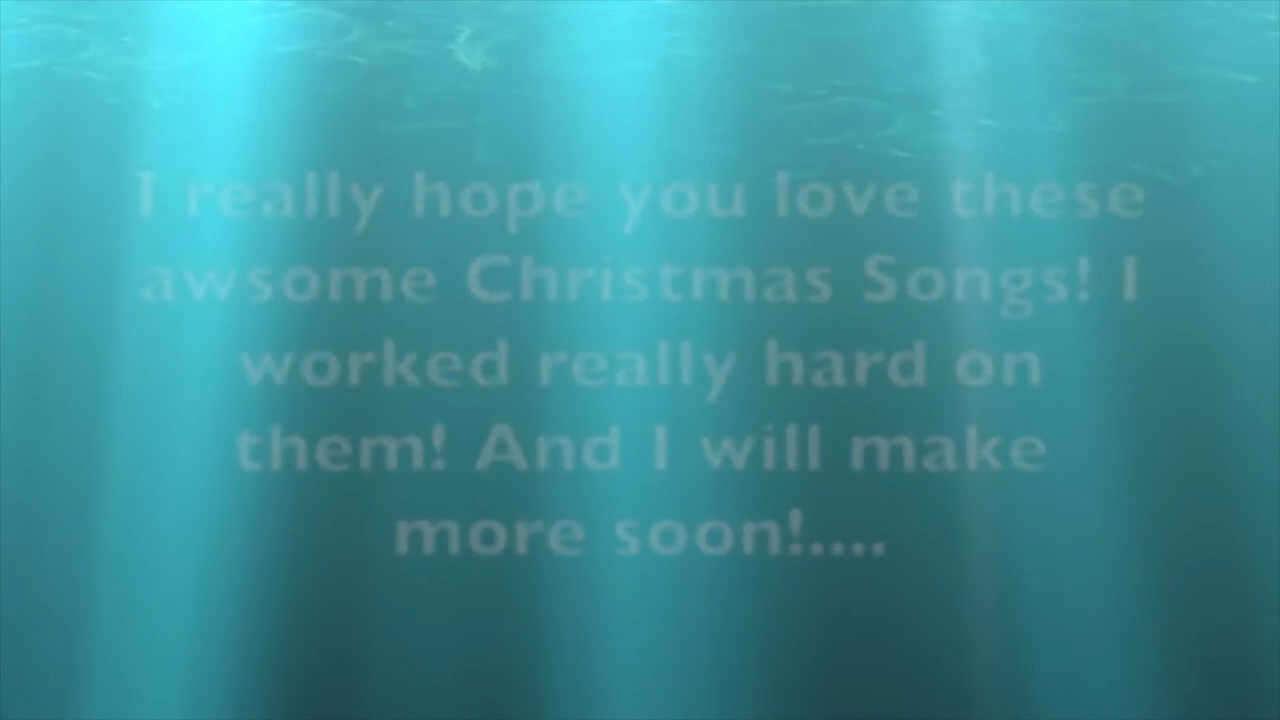 I really hope you love these
awsome Christmas Songs! I
worked really hard on
them! And I will make
more soon!....